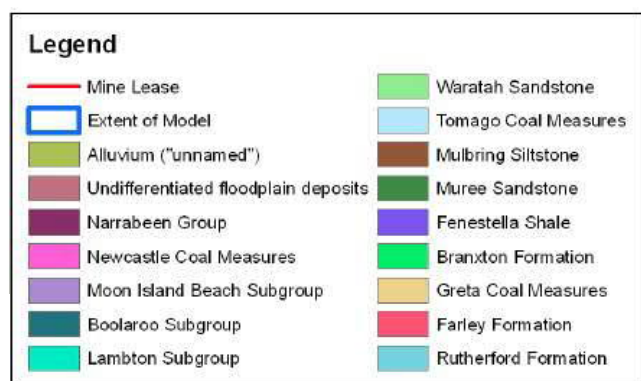 Legend
Mine Lease
Extent of Model
Alluvium ("unnamed")
Undifferentiated floodplain deposits
Narrabeen Group
Newcastle Coal Measures
Moon Island Beach Subgroup
Boolaroo Subgroup
Lambton Subgroup
Waratah Sandstone
Tomago Coal Measures
Mulbring Siltstone
Muree Sandstone
Fenestella Shale
Branxton Formation
Greta Coal Measures
Farley Formation
Rutherford Formation